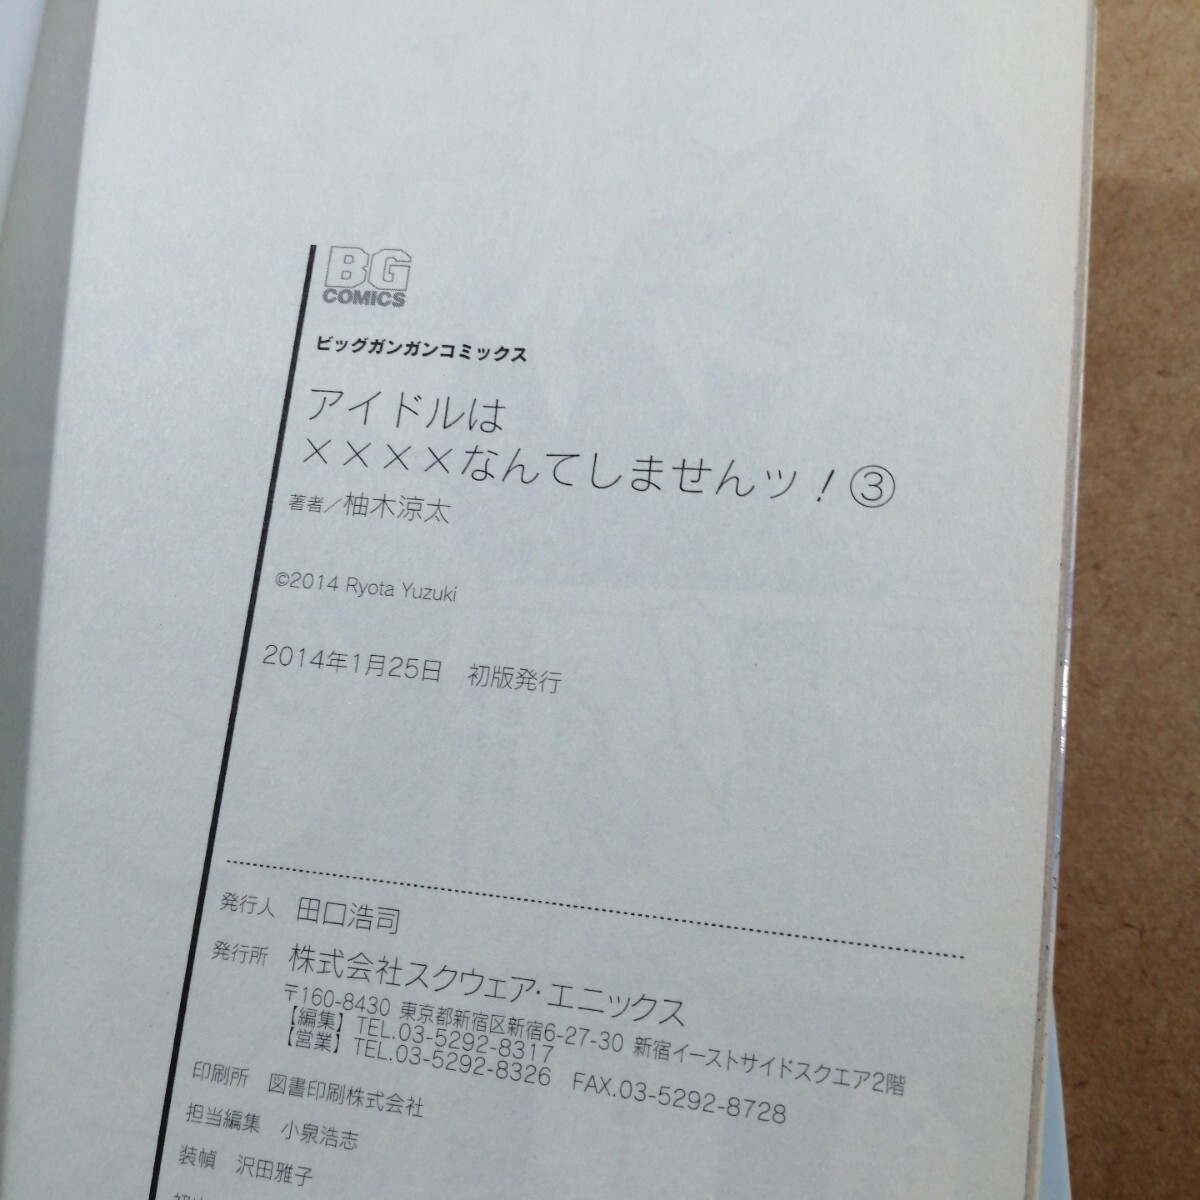 BG
COMICS
ビッグガンガンコミックス
アイドルは
××××なんてしませんッ！③
著者／柚木涼太
©2014 Ryota Yuzuki
2014年1月25日　初版発行
発行人　田口浩司
発行所　株式会社スクウェア・エニックス
〒160-8430 東京都新宿区新宿6-27-30 新宿イーストサイドスクエア2階
【編集】TEL.03-5292-8317
【営業】TEL.03-5292-8326　FAX.03-5292-8728
印刷所　図書印刷株式会社
担当編集　小泉浩志
装幀　沢田雅子